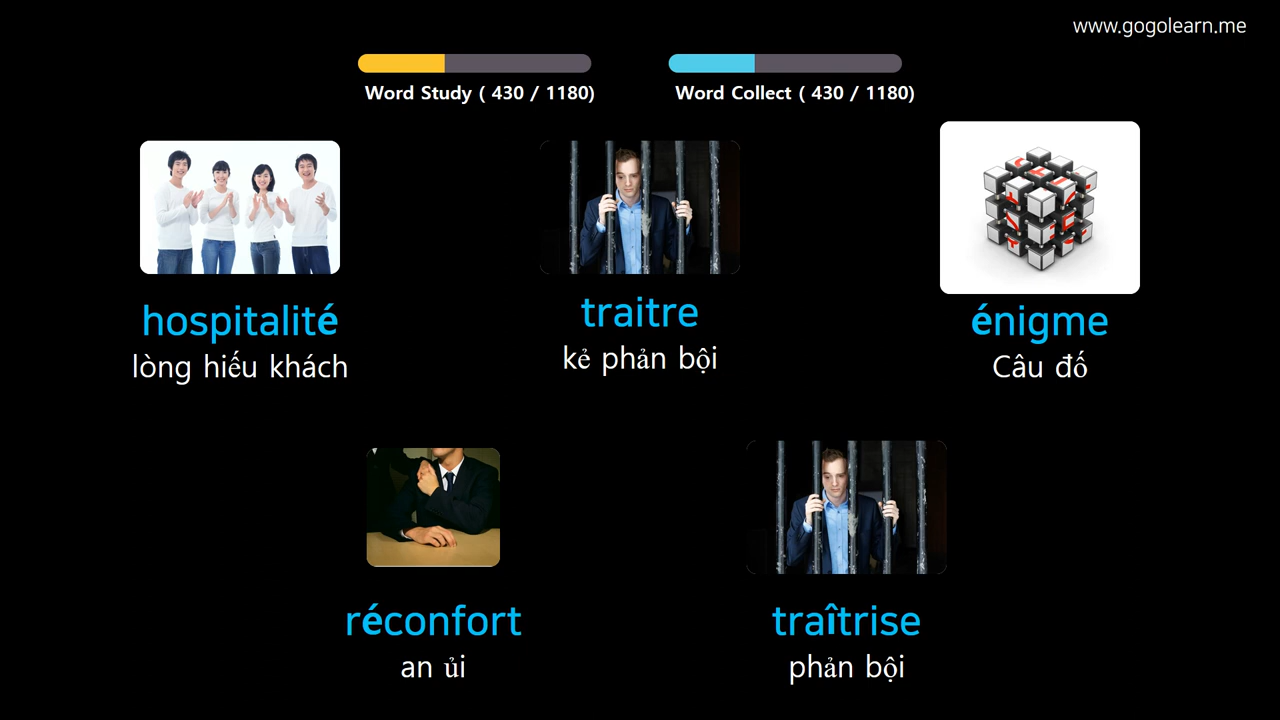 www.gogolearn.me
Word Study ( 430 / 1180)
Word Collect ( 430 / 1180)
hospitalité
lòng hiếu khách
traitre
kẻ phản bội
énigme
Câu đố
réconfort
an ủi
traîtrise
phản bội